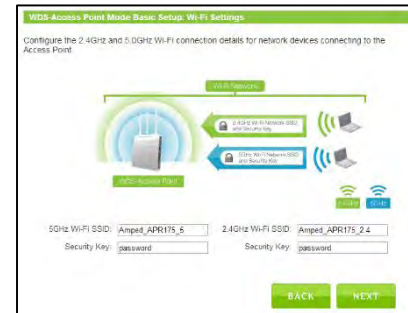 WDS-Access Point Mode Basic Setup: Wi-Fi Settings
Configure the 2.4GHz and 5.0GHz Wi-Fi connection details for network devices connecting to the
Access Point.
Wi-Fi Network
2.4GHz Wi-Fi Network SSID
and Security Key
5GHz Wi-Fi Network SSID
and Security Key
WDS-Access Point
2.4GHz 5GHz
5GHz Wi-Fi SSID: Amped_APR175_5 2.4GHz Wi-Fi SSID: Amped_APR175_2.4
Security Key: password Security Key: password
BACK NEXT